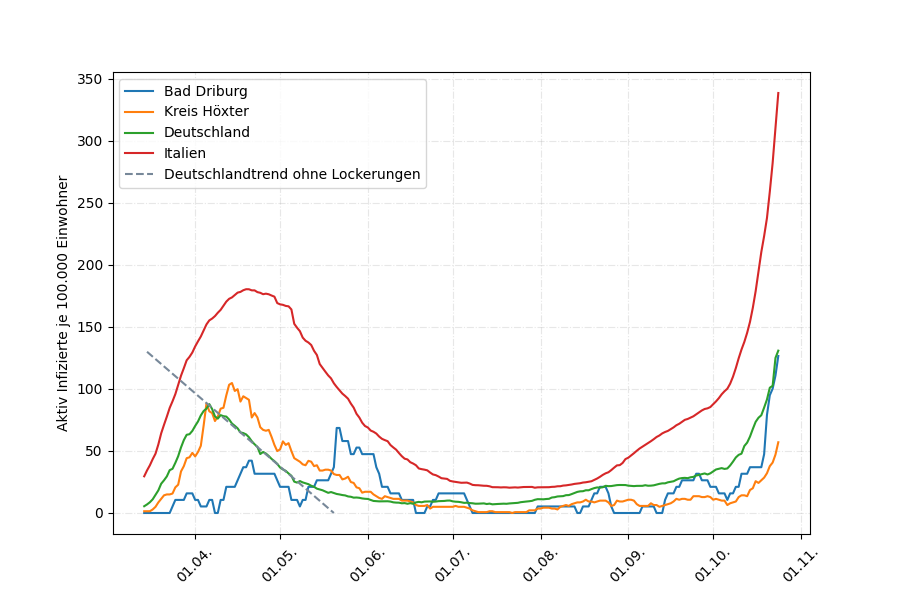 350
300
250
200
150
100
50
0
Aktiv Infizierte je 100.000 Einwohner
Bad Driburg
Kreis Höxter
Deutschland
Italien
Deutschlandtrend ohne Lockerungen
01.04.
01.05.
01.06.
01.07.
01.08.
01.09.
01.10.
01.11.